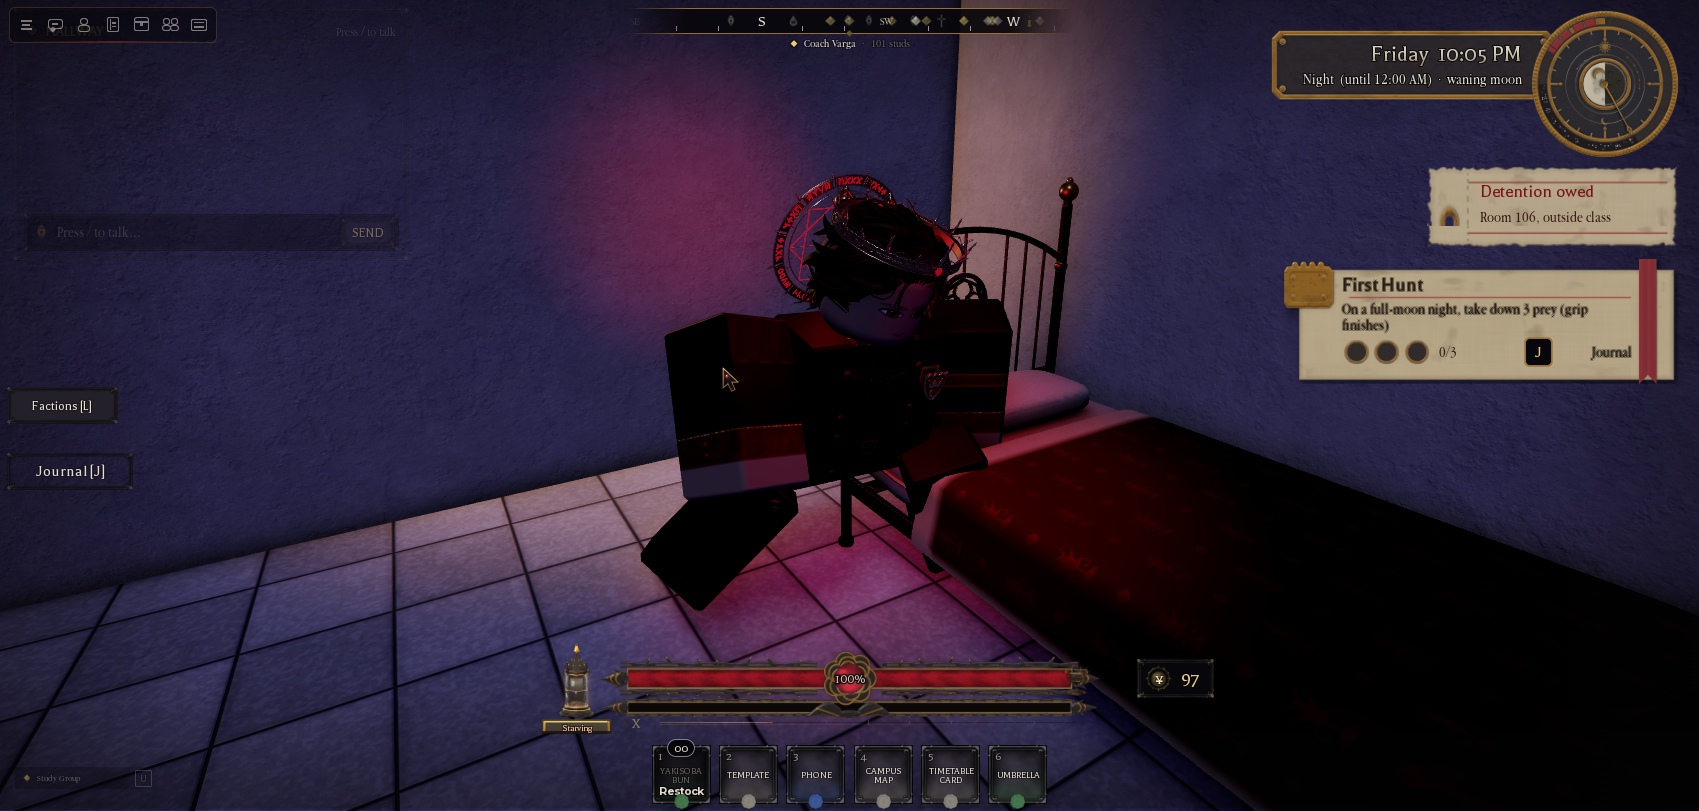 Press / to talk
S
SW
W
Coach Varga · 101 studs
Friday 10:05 PM
Night (until 12:00 AM) · waning moon
Detention owed
Room 106, outside class
First Hunt
On a full-moon night, take down 3 prey (grip
finishes)
0/3
J
Journal
Press / to talk...
SEND
Factions [L]
Journal [J]
100%
¥ 97
Starving
X
Study Group
U
1
00
YAKISOBA
BUN
Restock
2
TEMPLATE
3
PHONE
4
CAMPUS
MAP
5
TIMETABLE
CARD
6
UMBRELLA